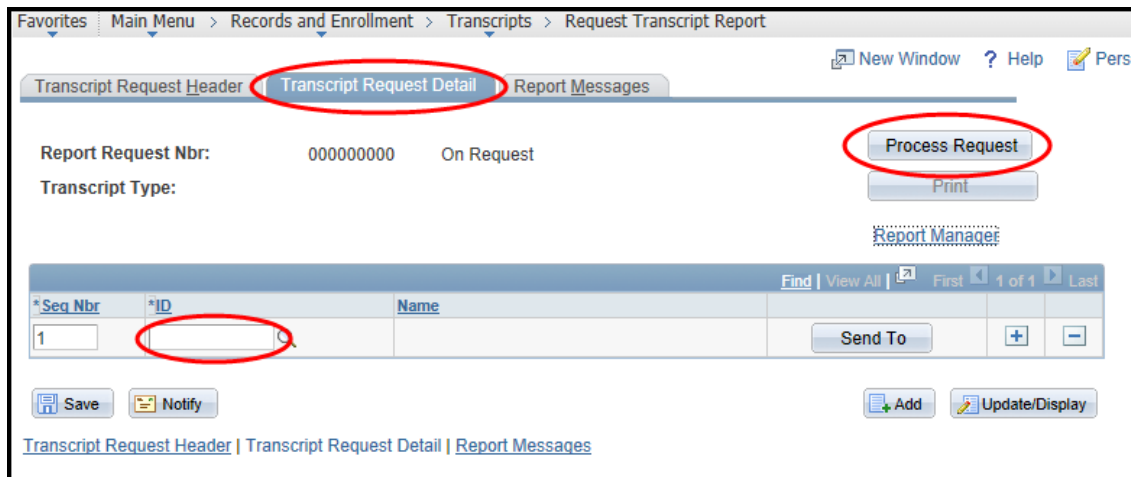 Favorites Main Menu > Records and Enrollment > Transcripts > Request Transcript Report
New Window ? Help Pers
Transcript Request Header Transcript Request Detail Report Messages
Report Request Nbr: 000000000 On Request Process Request
Transcript Type: Print
Report Manager
Find | View All | First 1 of 1 Last
*Seq Nbr *ID Name
1 Send To + -
Save Notify Add Update/Display
Transcript Request Header | Transcript Request Detail | Report Messages